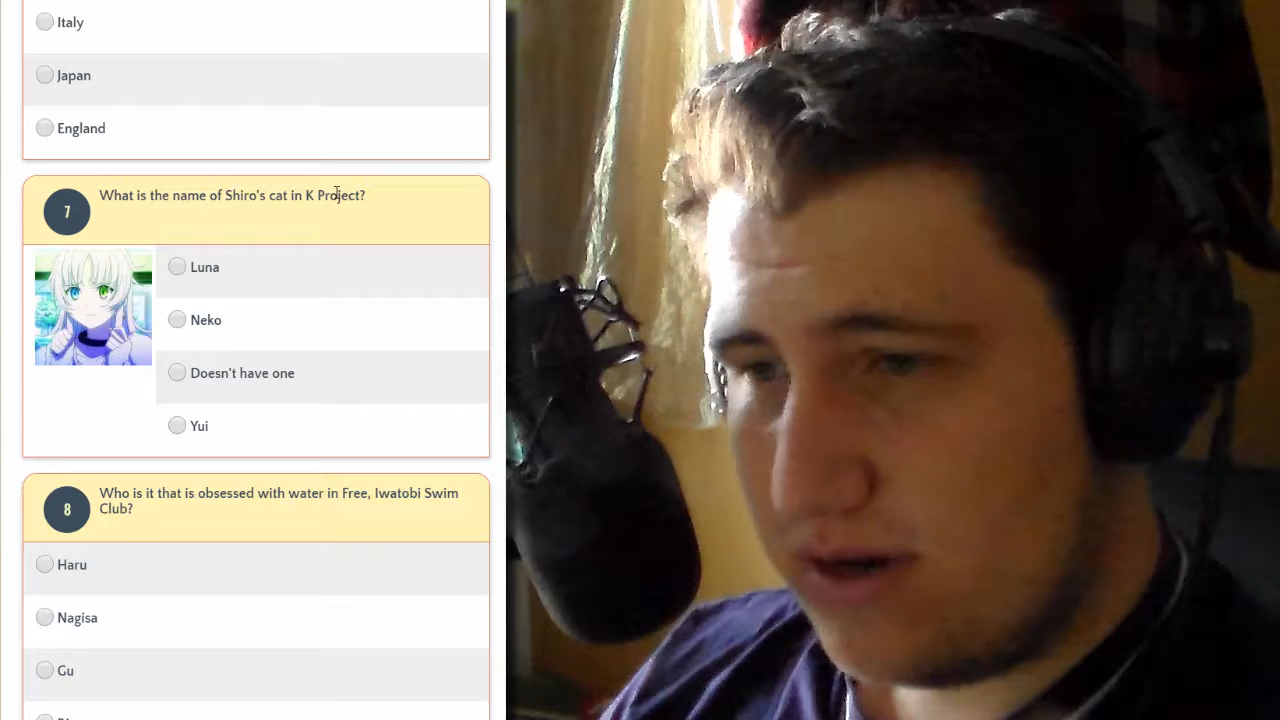 Italy
Japan
England
7
What is the name of Shiro's cat in K Project?
Luna
Neko
Doesn't have one
Yui
8
Who is it that is obsessed with water in Free, Iwatobi Swim
Club?
Haru
Nagisa
Gu